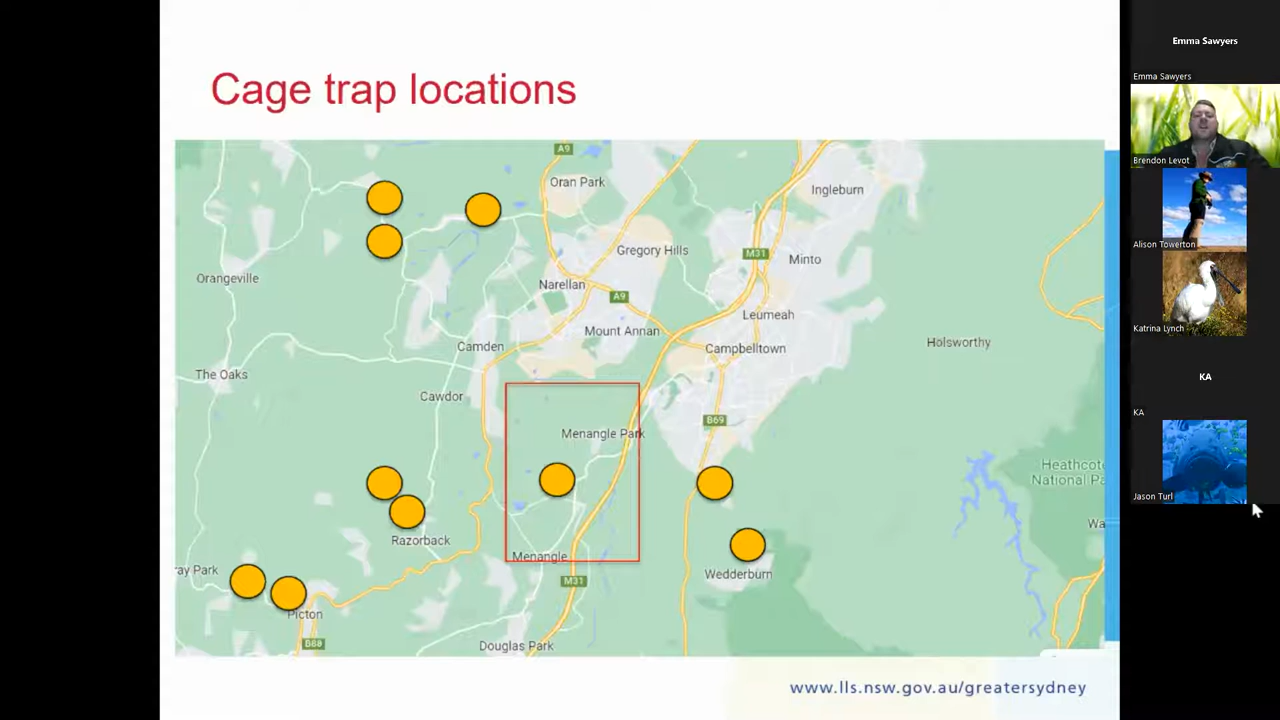 Cage trap locations
A9
Oran Park
Ingleburn
Gregory Hills
M31
Minto
Orangeville
Narellan
A9
Leumeah
Mount Annan
Camden
Campbelltown
Holsworthy
The Oaks
Cawdor
B69
Menangle Park
Heathcote
National Pa
Wa
Razorback
Menangle
ray Park
Wedderburn
M31
Picton
B88
Douglas Park
www.lls.nsw.gov.au/greatersydney
Emma Sawyers
Emma Sawyers
Brendon Levot
Alison Towerton
Katrina Lynch
KA
KA
Jason Turl